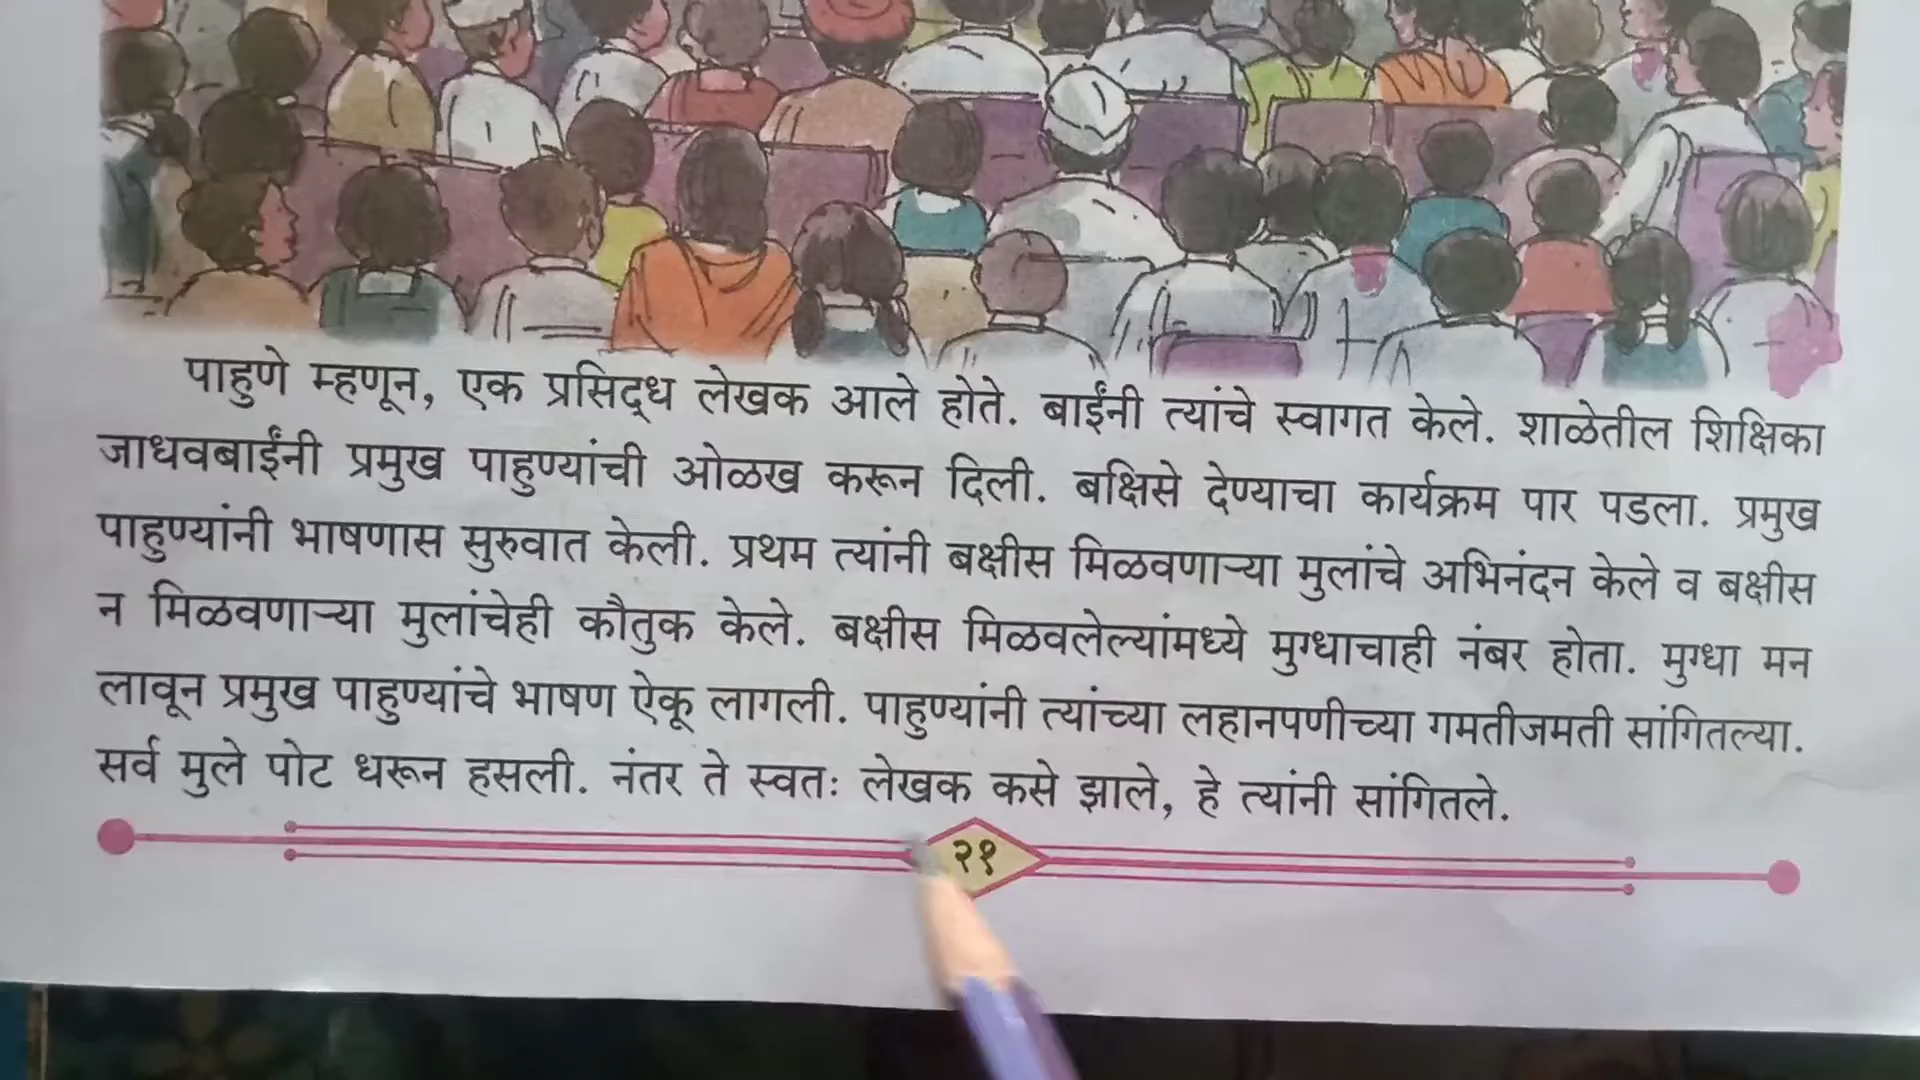 पाहुणे म्हणून, एक प्रसिद्ध लेखक आले होते. बाईंनी त्यांचे स्वागत केले. शाळेतील शिक्षिका
जाधवबाईंनी प्रमुख पाहुण्यांची ओळख करून दिली. बक्षिसे देण्याचा कार्यक्रम पार पडला. प्रमुख
पाहुण्यांनी भाषणास सुरुवात केली. प्रथम त्यांनी बक्षीस मिळवणाऱ्या मुलांचे अभिनंदन केले व बक्षीस
न मिळवणाऱ्या मुलांचेही कौतुक केले. बक्षीस मिळवलेल्यांमध्ये मुग्धाचाही नंबर होता. मुग्धा मन
लावून प्रमुख पाहुण्यांचे भाषण ऐकू लागली. पाहुण्यांनी त्यांच्या लहानपणीच्या गमतीजमती सांगितल्या.
सर्व मुले पोट धरून हसली. नंतर ते स्वतः लेखक कसे झाले, हे त्यांनी सांगितले.
२१